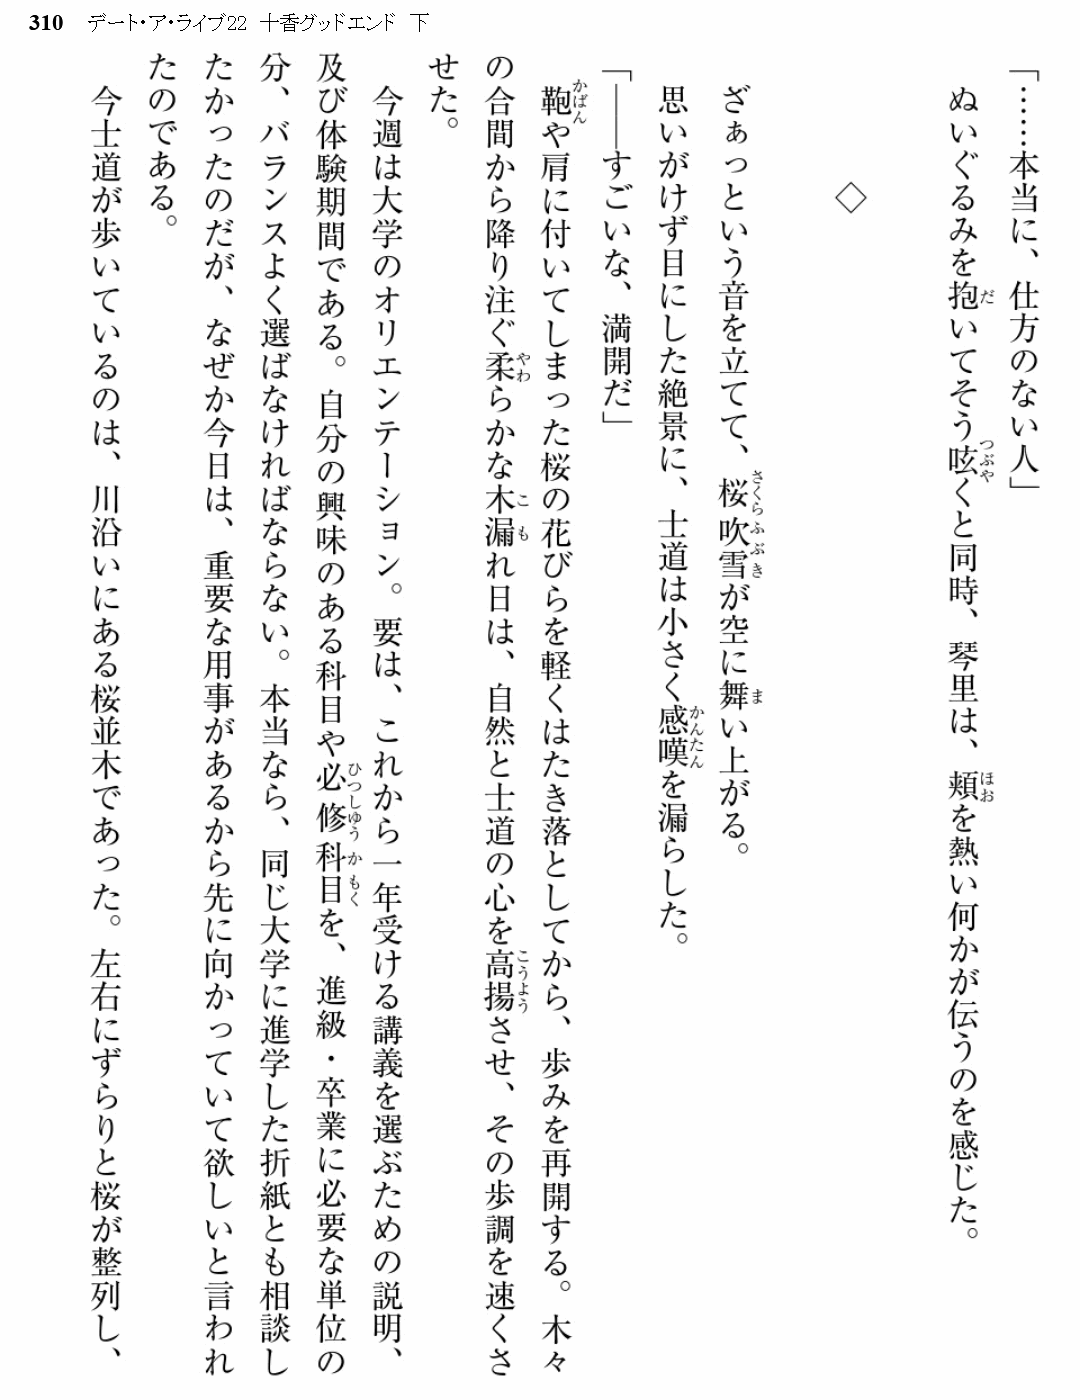 310 デート・ア・ライブ22 十香グッドエンド 下
「……本当に、仕方のない人」
ぬいぐるみを抱いてそう呟くと同時、琴里は、頬を熱い何かが伝うのを感じた。
◇
ざぁっという音を立てて、桜吹雪が空に舞い上がる。
思いがけず目にした絶景に、士道は小さく感嘆を漏らした。
「――すごいな、満開だ」
鞄や肩に付いてしまった桜の花びらを軽くはたき落としてから、歩みを再開する。木々
の合間から降り注ぐ柔らかな木漏れ日は、自然と士道の心を高揚させ、その歩調を速くさ
せた。
今週は大学のオリエンテーション。要は、これから一年受ける講義を選ぶための説明、
及び体験期間である。自分の興味のある科目や必修科目を、進級・卒業に必要な単位の
分、バランスよく選ばなければならない。本当なら、同じ大学に進学した折紙とも相談し
たかったのだが、なぜか今日は、重要な用事があるから先に向かっていて欲しいと言われ
たのである。
今士道が歩いているのは、川沿いにある桜並木であった。左右にずらりと桜が整列し、